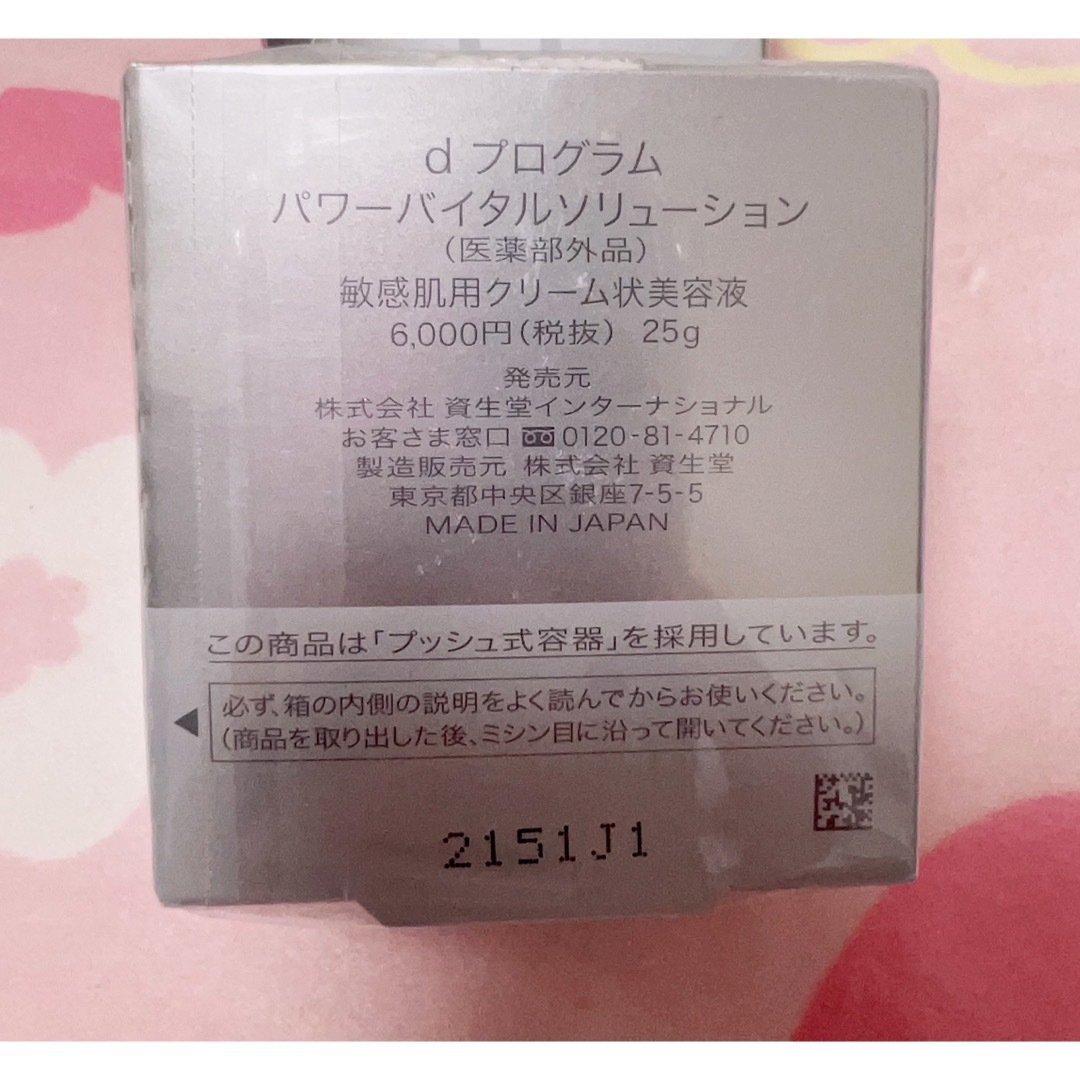 d プログラム
パワーバイタルソリューション
（医薬部外品）
敏感肌用クリーム状美容液
6,000円（税抜） 25g
発売元
株式会社 資生堂インターナショナル
お客さま窓口 0120-81-4710
製造販売元 株式会社 資生堂
東京都中央区銀座7-5-5
MADE IN JAPAN
この商品は「プッシュ式容器」を採用しています。
必ず、箱の内側の説明をよく読んでからお使いください。
（商品を取り出した後、ミシン目に沿って開いてください。）
2151J1